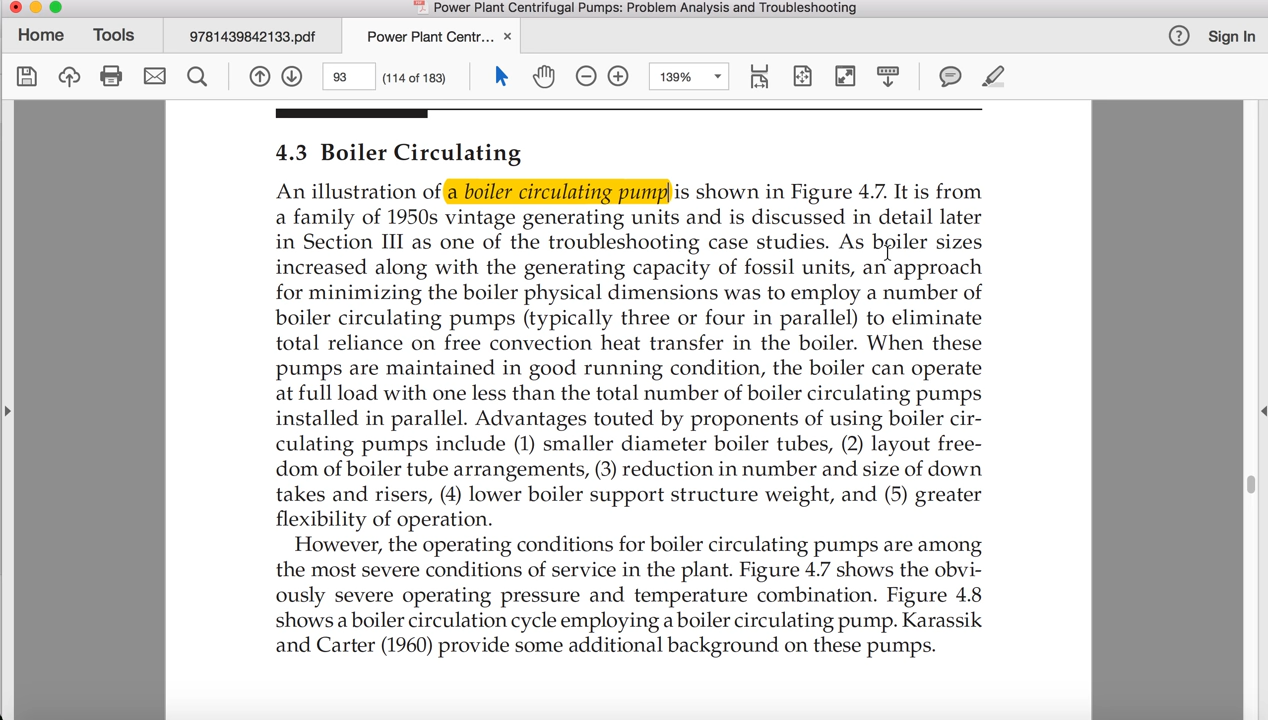 Power Plant Centrifugal Pumps: Problem Analysis and Troubleshooting
Home Tools 9781439842133.pdf Power Plant Centr... × ? Sign In
93 (114 of 183) 139%
4.3 Boiler Circulating
An illustration of a boiler circulating pump is shown in Figure 4.7. It is from
a family of 1950s vintage generating units and is discussed in detail later
in Section III as one of the troubleshooting case studies. As boiler sizes
increased along with the generating capacity of fossil units, an approach
for minimizing the boiler physical dimensions was to employ a number of
boiler circulating pumps (typically three or four in parallel) to eliminate
total reliance on free convection heat transfer in the boiler. When these
pumps are maintained in good running condition, the boiler can operate
at full load with one less than the total number of boiler circulating pumps
installed in parallel. Advantages touted by proponents of using boiler cir-
culating pumps include (1) smaller diameter boiler tubes, (2) layout free-
dom of boiler tube arrangements, (3) reduction in number and size of down
takes and risers, (4) lower boiler support structure weight, and (5) greater
flexibility of operation.
However, the operating conditions for boiler circulating pumps are among
the most severe conditions of service in the plant. Figure 4.7 shows the obvi-
ously severe operating pressure and temperature combination. Figure 4.8
shows a boiler circulation cycle employing a boiler circulating pump. Karassik
and Carter (1960) provide some additional background on these pumps.